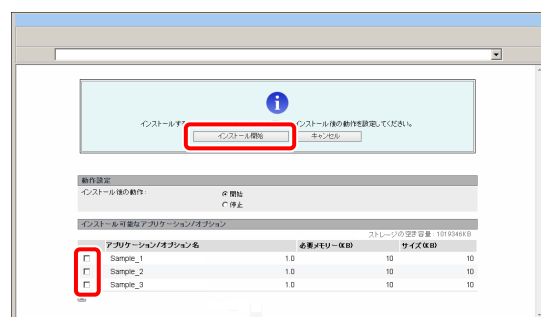 インストールす
インストール後の動作を設定してください。
インストール開始
キャンセル
動作設定
インストール後の動作:
開始
停止
インストール可能なアプリケーション/オプション
ストレージの空き容量: 1019346KB
アプリケーション/オプション名 必要メモリー(KB) サイズ(KB)
Sample_1 1.0 10 10
Sample_2 1.0 10 10
Sample_3 1.0 10 10